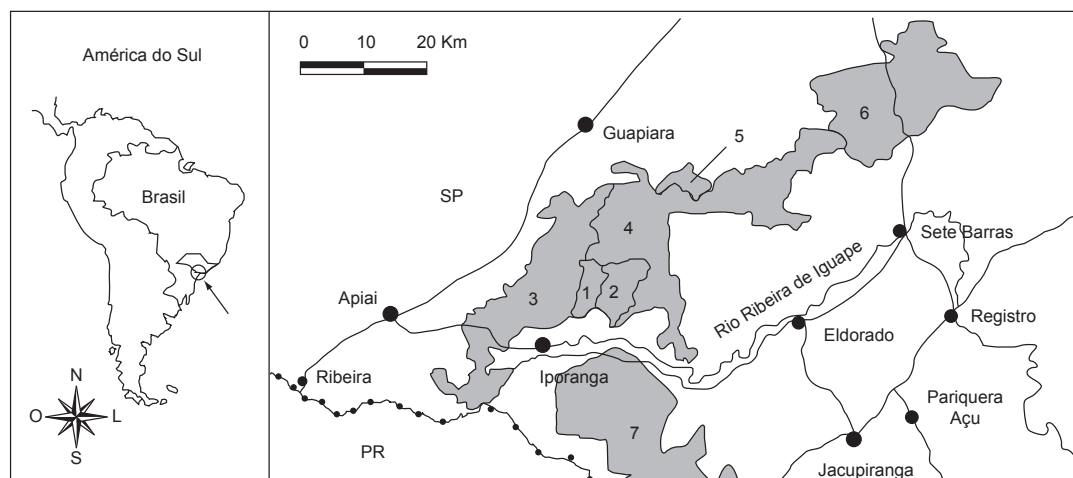 América do Sul
Brasil
N
O
L
S
0 10 20 Km
Guapiara
5
6
SP
4
Sete Barras
Rio Ribeira de Iguape
3
1
2
Apiai
Registro
Eldorado
Ribeira
Iporanga
Pariquera
Açu
PR
7
Jacupiranga